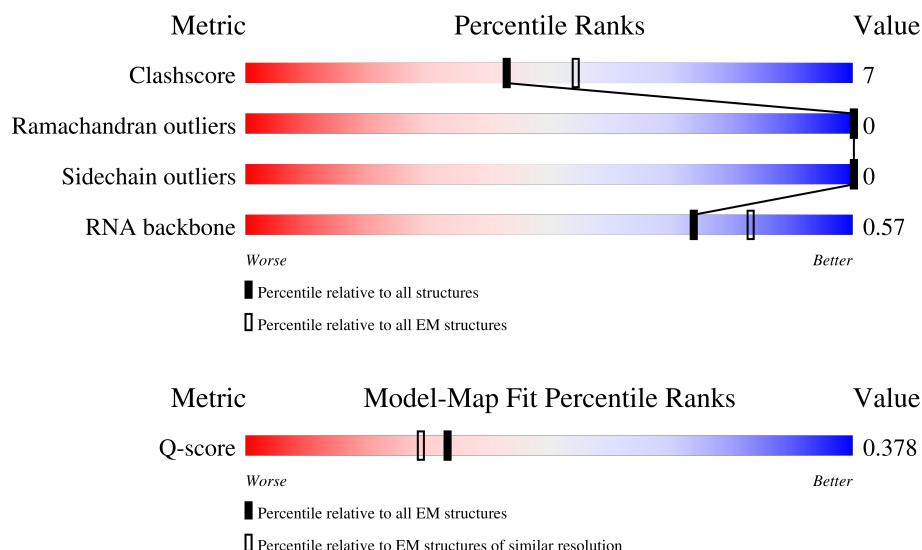 Metric Percentile Ranks Value
Clashscore 7
Ramachandran outliers 0
Sidechain outliers 0
RNA backbone 0.57
Worse Better
Percentile relative to all structures
Percentile relative to all EM structures
Metric Model-Map Fit Percentile Ranks Value
Q-score 0.378
Worse Better
Percentile relative to all EM structures
Percentile relative to EM structures of similar resolution